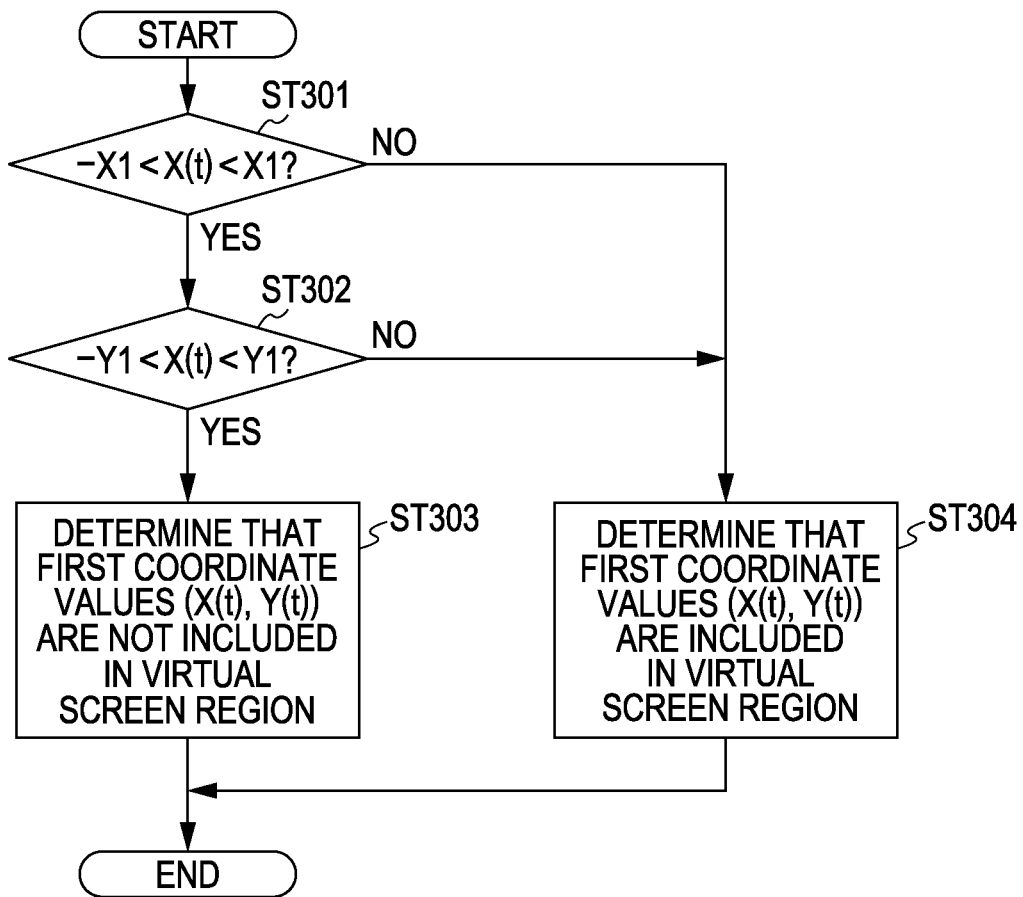 START
ST301
−X1 < X(t) < X1?
NO
YES
ST302
−Y1 < X(t) < Y1?
NO
YES
ST303
DETERMINE THAT
FIRST COORDINATE
VALUES (X(t), Y(t))
ARE NOT INCLUDED
IN VIRTUAL
SCREEN REGION
ST304
DETERMINE THAT
FIRST COORDINATE
VALUES (X(t), Y(t))
ARE INCLUDED
IN VIRTUAL
SCREEN REGION
END